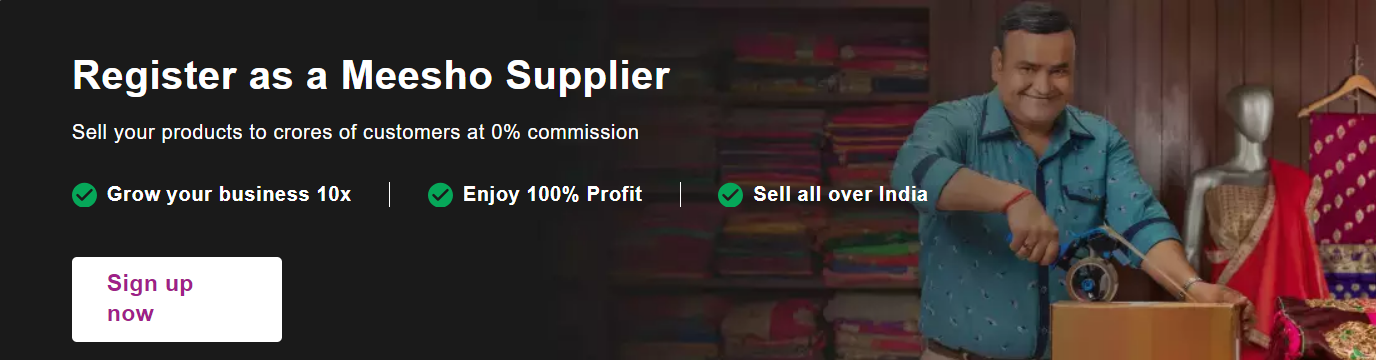 Register as a Meesho Supplier
Sell your products to crores of customers at 0% commission
Grow your business 10x
Enjoy 100% Profit
Sell all over India
Sign up
now